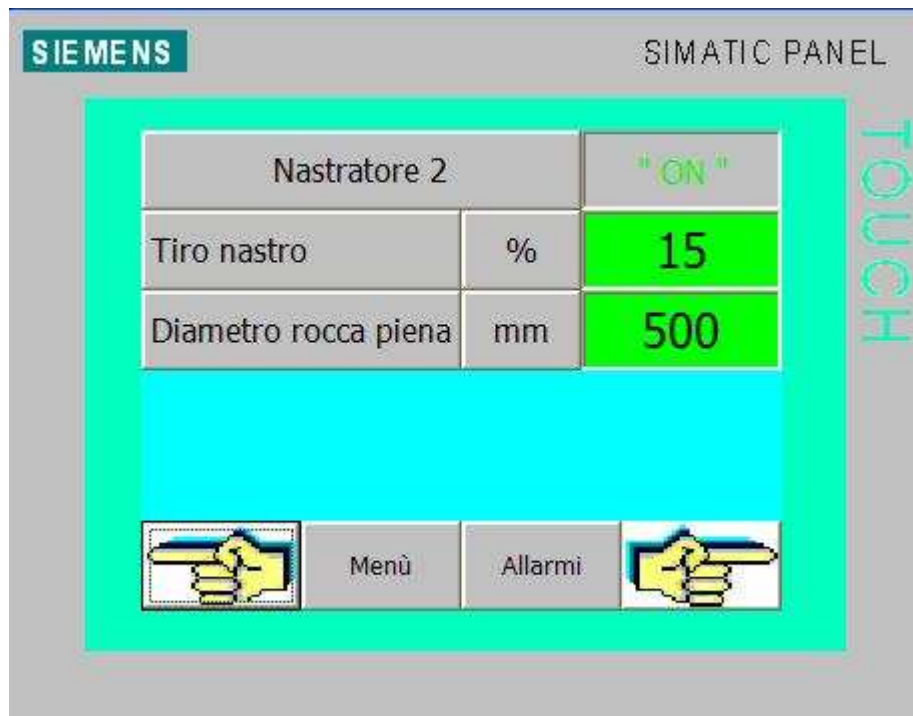 SIEMENS
SIMATIC PANEL
TOUCH
Nastratore 2 " ON "
Tiro nastro % 15
Diametro rocca piena mm 500
Menù Allarmi